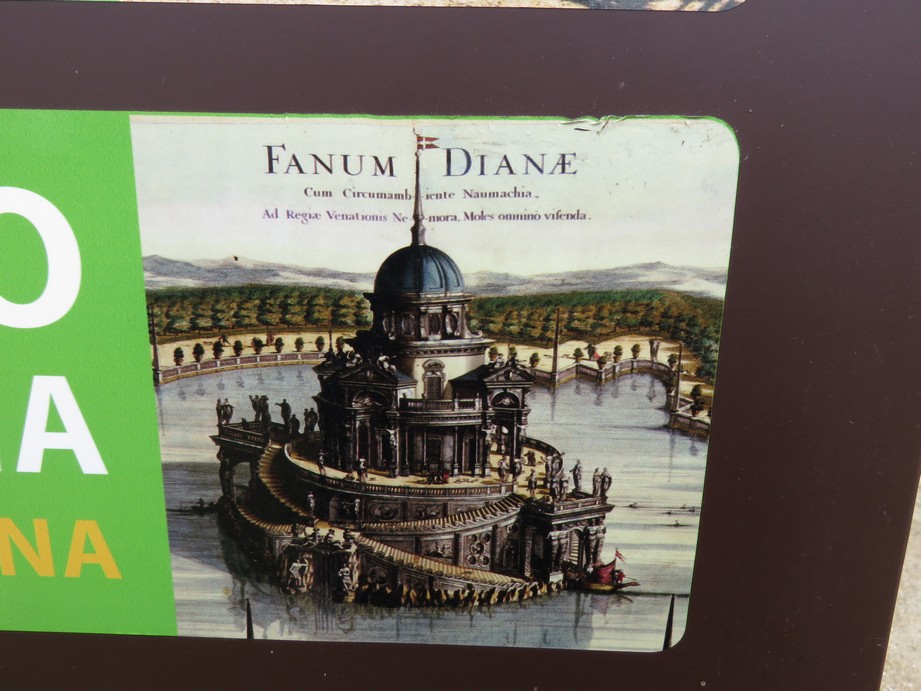 O
A
NA
FANUM DIANÆ
Cum Circumamb iente Naumachia.
Ad Regiæ Venationis Ne mora, Moles omninò visenda.